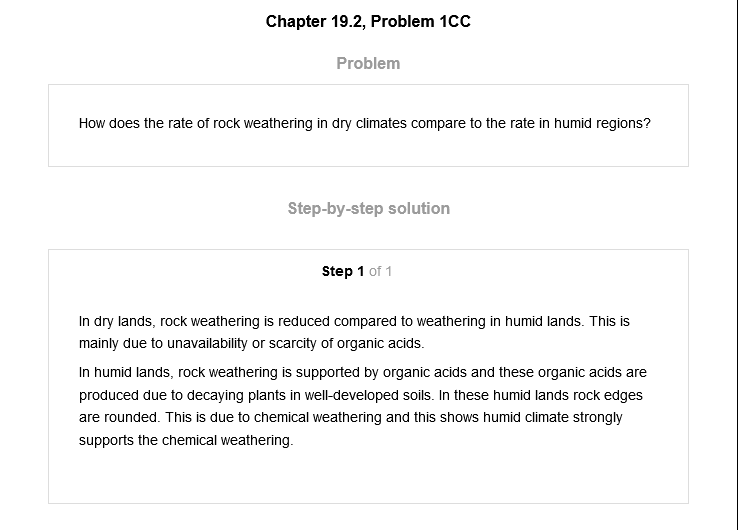 Chapter 19.2, Problem 1CC
Problem
How does the rate of rock weathering in dry climates compare to the rate in humid regions?
Step-by-step solution
Step 1 of 1
In dry lands, rock weathering is reduced compared to weathering in humid lands. This is
mainly due to unavailability or scarcity of organic acids.
In humid lands, rock weathering is supported by organic acids and these organic acids are
produced due to decaying plants in well-developed soils. In these humid lands rock edges
are rounded. This is due to chemical weathering and this shows humid climate strongly
supports the chemical weathering.